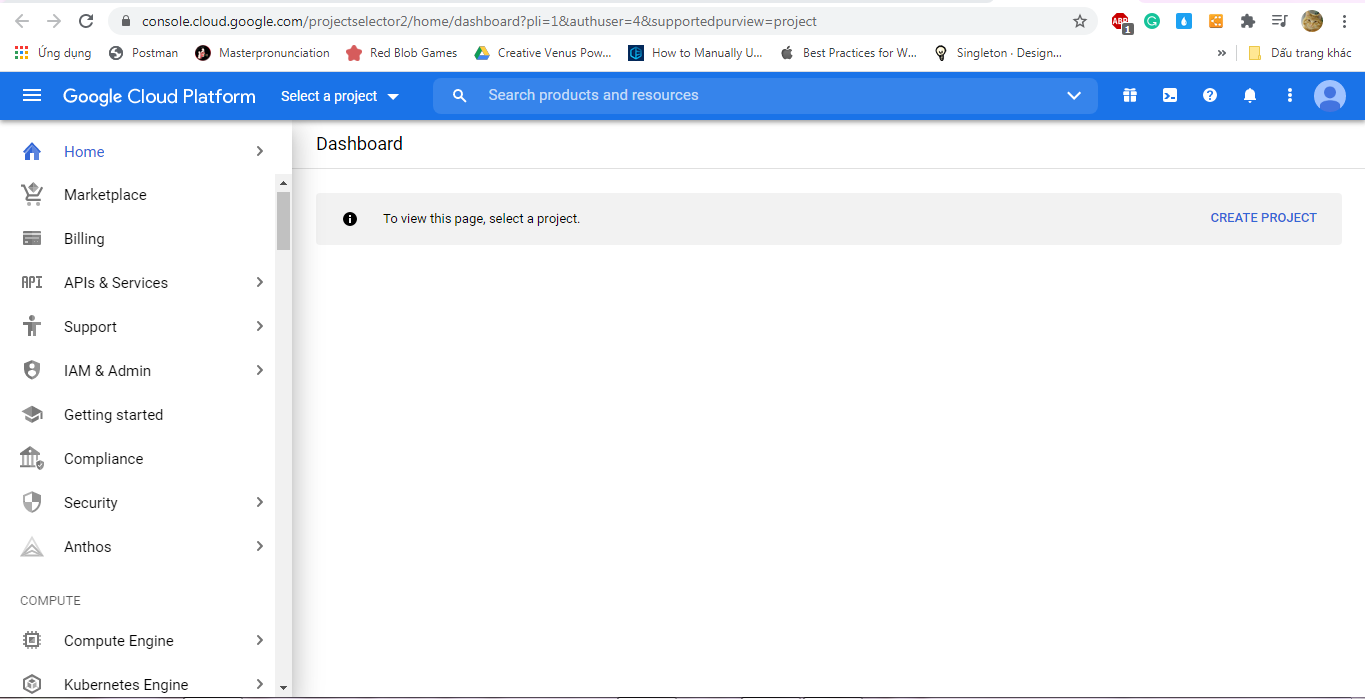 console.cloud.google.com/projectselector2/home/dashboard?pli=1&authuser=4&supportedpurview=project
ABP
1
Ứng dụng Postman Masterpronunciation Red Blob Games Creative Venus Pow... How to Manually U... Best Practices for W... Singleton · Design... » Dấu trang khác
Google Cloud Platform Select a project Search products and resources
Home
Dashboard
Marketplace
To view this page, select a project. CREATE PROJECT
Billing
API APIs & Services
Support
IAM & Admin
Getting started
Compliance
Security
Anthos
COMPUTE
Compute Engine
Kubernetes Engine